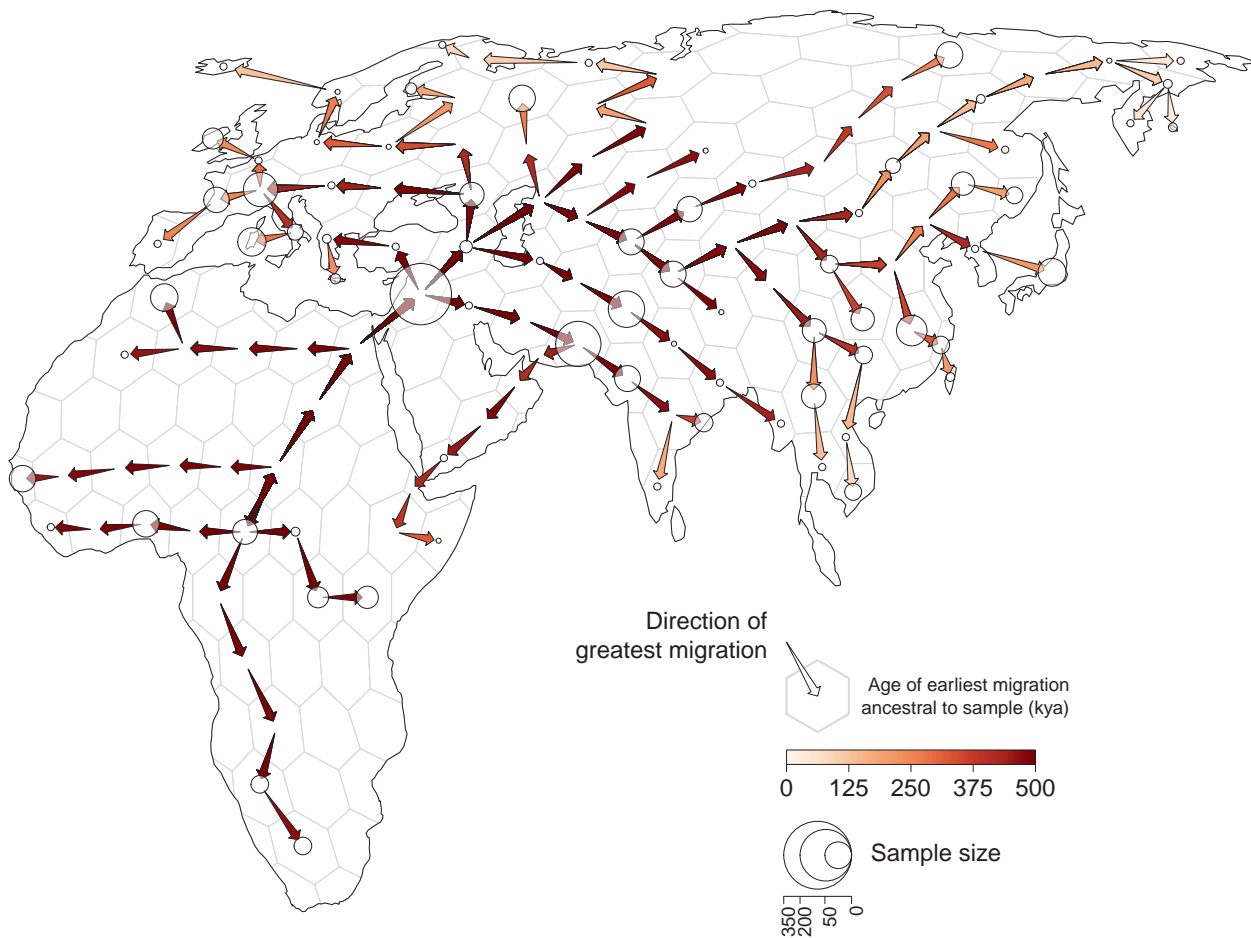 Direction of
greatest migration
Age of earliest migration
ancestral to sample (kya)
0 125 250 375 500
Sample size
350 200 50 0